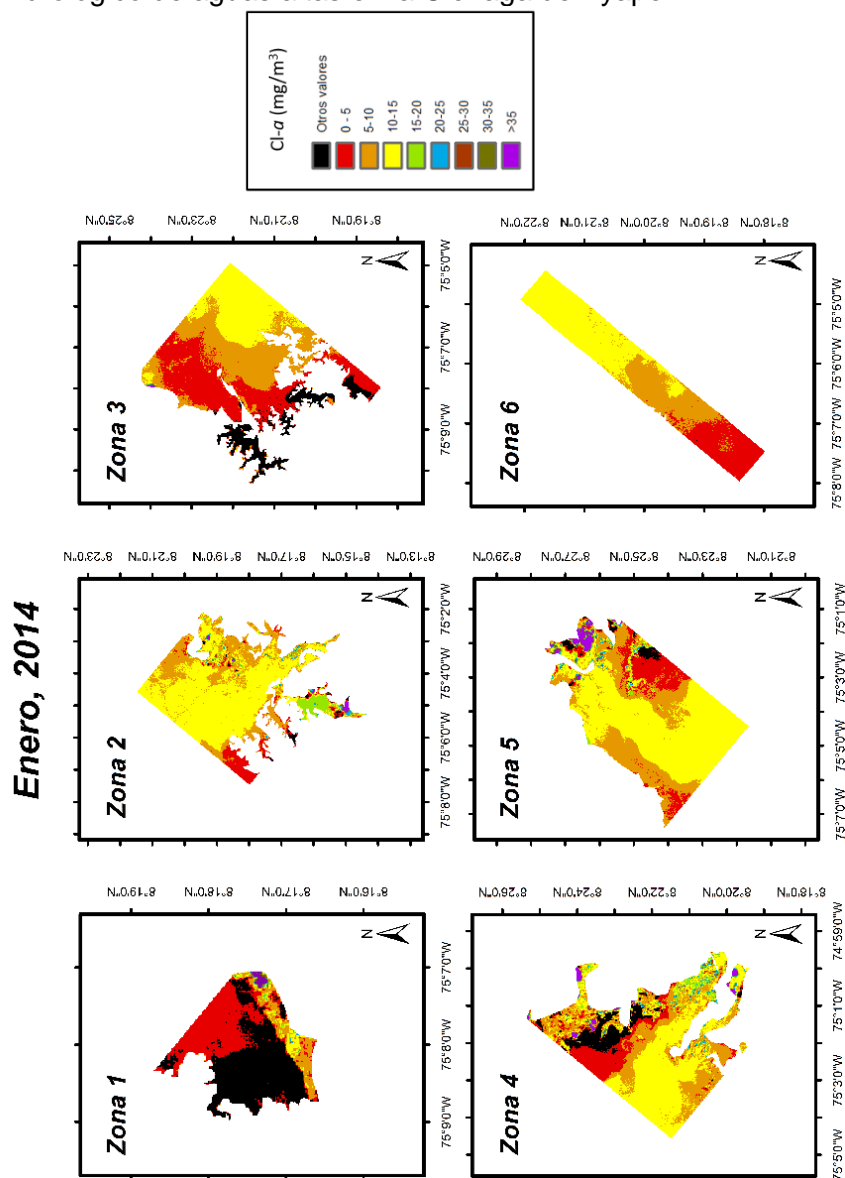 de aguas altas en la
Enero, 2014
Zona 1
8°19'0"N
8°18'0"N
8°17'0"N
8°16'0"N
N
75°9'0"W
75°8'0"W
75°7'0"W
Zona 2
8°23'0"N
8°21'0"N
8°19'0"N
8°17'0"N
8°15'0"N
8°13'0"N
N
75°8'0"W
75°6'0"W
75°4'0"W
75°2'0"W
Zona 3
8°25'0"N
8°23'0"N
8°21'0"N
8°19'0"N
N
75°9'0"W
75°7'0"W
75°5'0"W
Cl-a (mg/m³)
Otros valores
0 - 5
5-10
10-15
15-20
20-25
25-30
30-35
>35
Zona 4
8°26'0"N
8°24'0"N
8°22'0"N
8°20'0"N
8°18'0"N
N
75°5'0"W
75°3'0"W
75°1'0"W
74°59'0"W
Zona 5
8°29'0"N
8°27'0"N
8°25'0"N
8°23'0"N
8°21'0"N
N
75°7'0"W
75°5'0"W
75°3'0"W
75°1'0"W
Zona 6
8°22'0"N
8°21'0"N
8°20'0"N
8°19'0"N
8°18'0"N
N
75°8'0"W
75°7'0"W
75°6'0"W
75°5'0"W